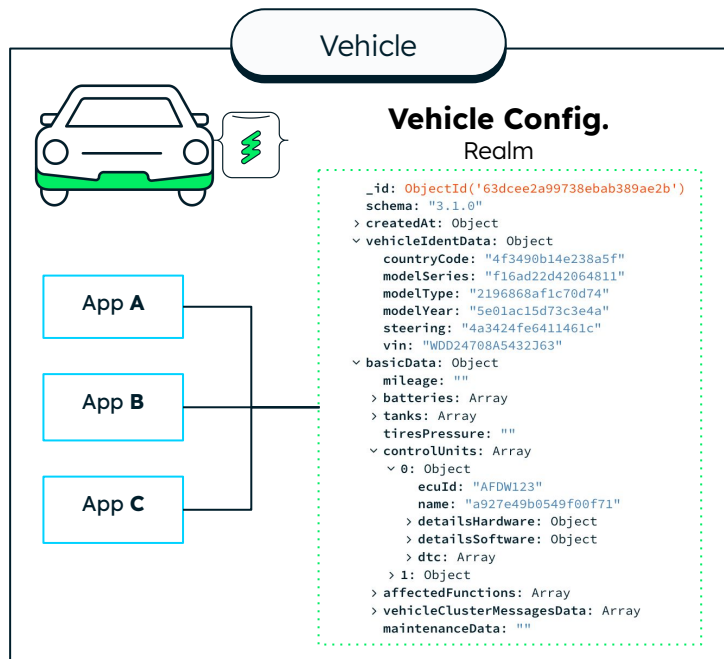 Vehicle
Vehicle Config.
Realm
App A
App B
App C
_id: ObjectId('63dcee2a99738ebab389ae2b')
schema: "3.1.0"
> createdAt: Object
vehicleIdentData: Object
countryCode: "4f3490b14e238a5f"
modelSeries: "f16ad22d42064811"
modelType: "2196868af1c70d74"
modelYear: "5e01ac15d73c3e4a"
steering: "4a3424fe6411461c"
vin: "WDD24708A5432J63"
basicData: Object
mileage: ""
> batteries: Array
> tanks: Array
tiresPressure: ""
controlUnits: Array
0: Object
ecuId: "AFDW123"
name: "a927e49b0549f00f71"
> detailsHardware: Object
> detailsSoftware: Object
> dtc: Array
> 1: Object
> affectedFunctions: Array
> vehicleClusterMessagesData: Array
maintenanceData: ""